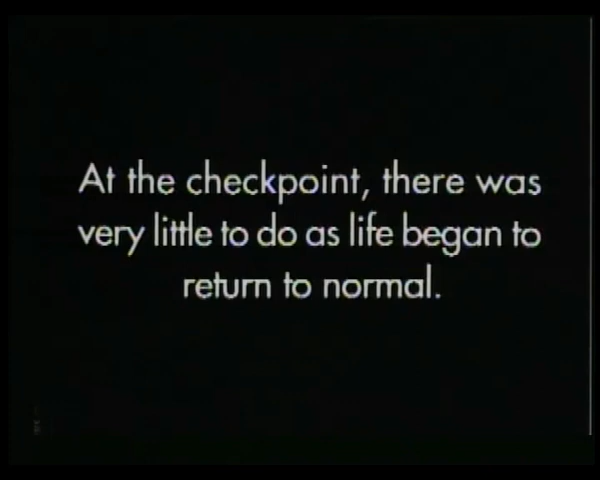 At the checkpoint, there was
very little to do as life began to
return to normal.